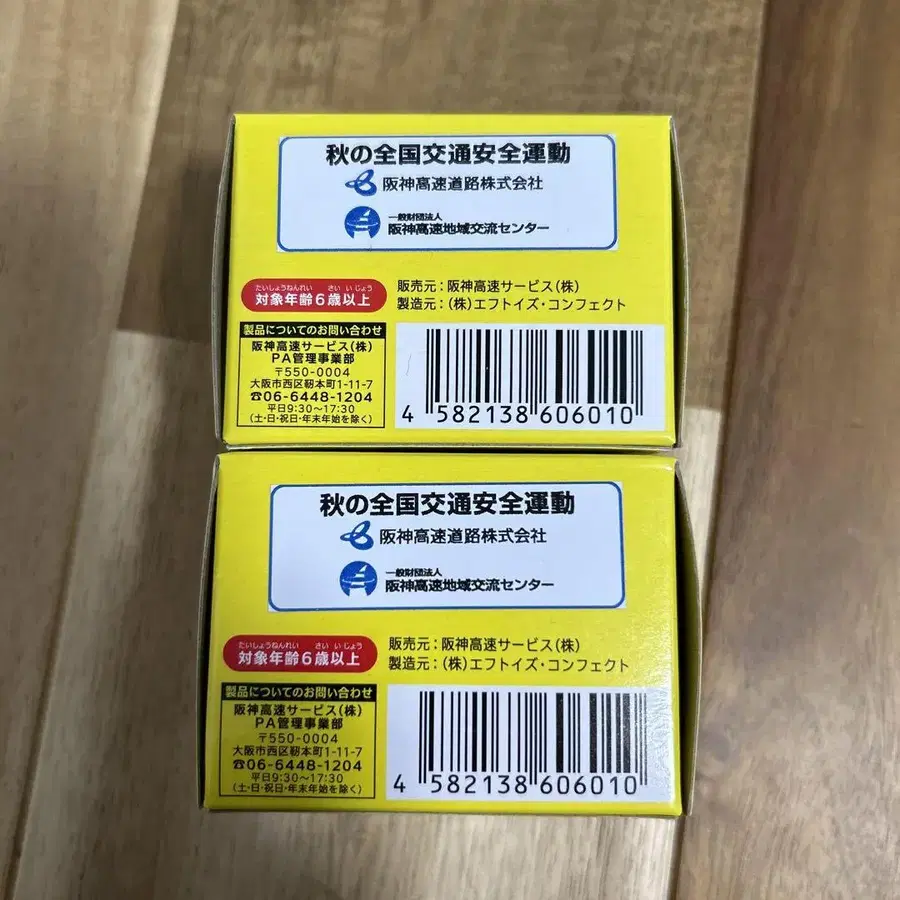 秋の全国交通安全運動
阪神高速道路株式会社
一般財団法人
阪神高速地域交流センター
たいしょうねんれい さい いじょう
対象年齢6歳以上
販売元:阪神高速サービス(株)
製造元:(株)エフトイズ・コンフェクト
製品についてのお問い合わせ
阪神高速サービス(株)
PA管理事業部
〒550-0004
大阪市西区靭本町1-11-7
☎06-6448-1204
平日9:30〜17:30
(土・日・祝日・年末年始を除く)
4 582138 606010
秋の全国交通安全運動
阪神高速道路株式会社
一般財団法人
阪神高速地域交流センター
たいしょうねんれい さい いじょう
対象年齢6歳以上
販売元:阪神高速サービス(株)
製造元:(株)エフトイズ・コンフェクト
製品についてのお問い合わせ
阪神高速サービス(株)
PA管理事業部
〒550-0004
大阪市西区靭本町1-11-7
☎06-6448-1204
平日9:30〜17:30
(土・日・祝日・年末年始を除く)
4 582138 606010